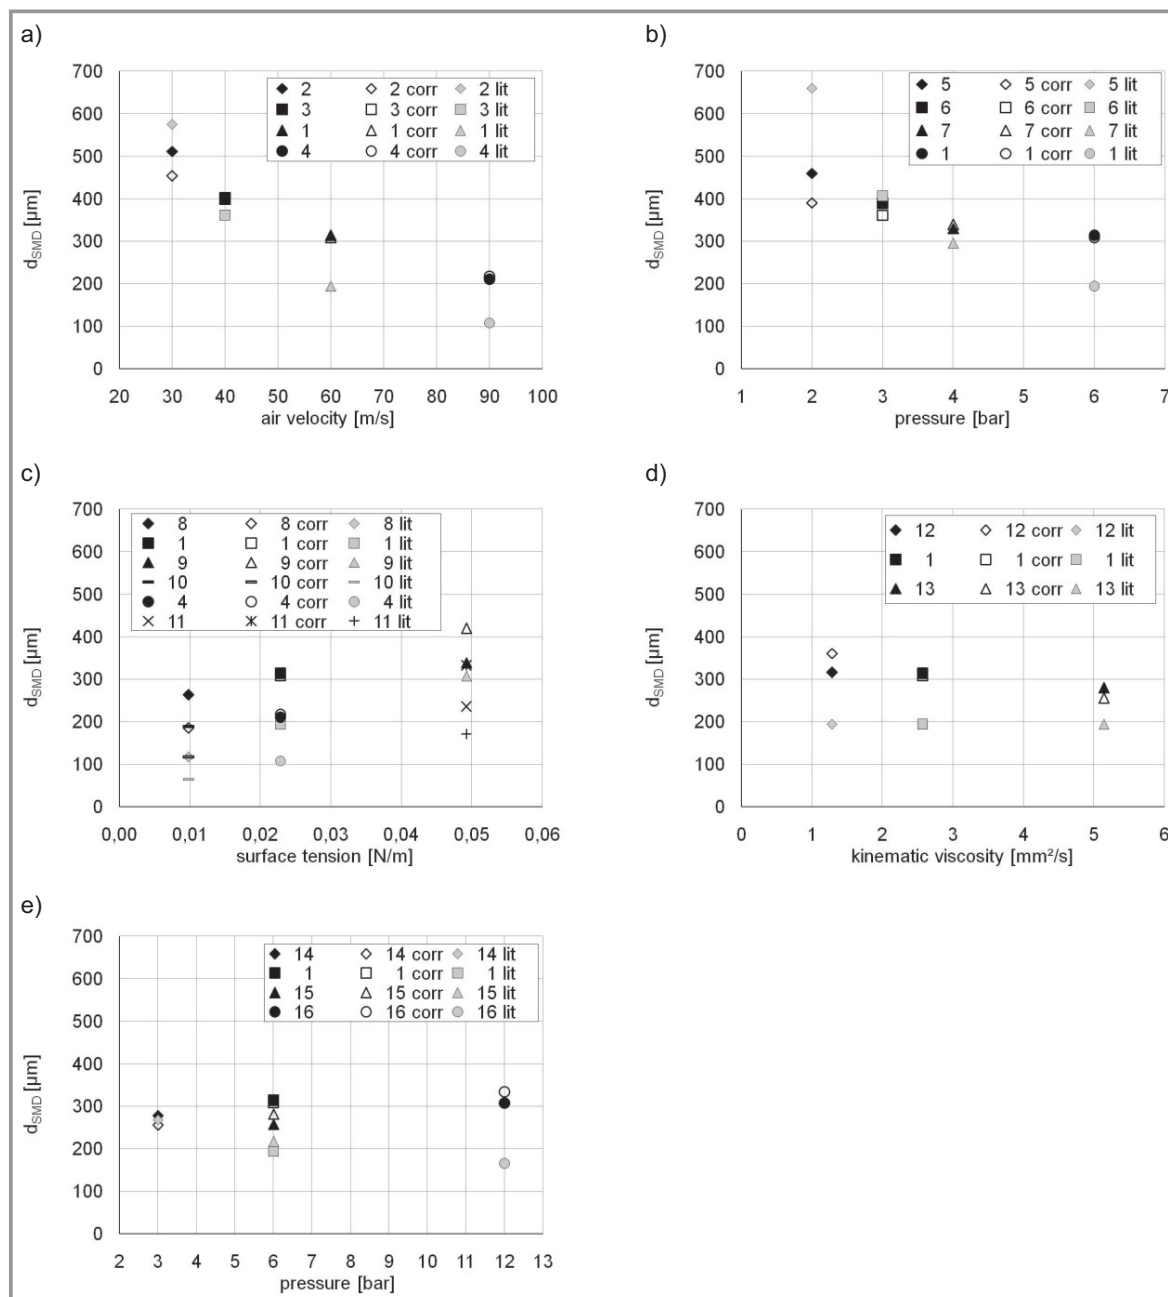 a)
700
600
500
400
300
200
100
0
d_SMD [µm]
2 2 corr 2 lit
3 3 corr 3 lit
1 1 corr 1 lit
4 4 corr 4 lit
20 30 40 50 60 70 80 90 100
air velocity [m/s]
b)
700
600
500
400
300
200
100
0
d_SMD [µm]
5 5 corr 5 lit
6 6 corr 6 lit
7 7 corr 7 lit
1 1 corr 1 lit
1 2 3 4 5 6 7
pressure [bar]
c)
700
600
500
400
300
200
100
0
d_SMD [µm]
8 8 corr 8 lit
1 1 corr 1 lit
9 9 corr 9 lit
10 10 corr 10 lit
4 4 corr 4 lit
11 11 corr 11 lit
0,00 0,01 0,02 0,03 0,04 0,05 0,06
surface tension [N/m]
d)
700
600
500
400
300
200
100
0
d_SMD [µm]
12 12 corr 12 lit
1 1 corr 1 lit
13 13 corr 13 lit
0 1 2 3 4 5 6
kinematic viscosity [mm²/s]
e)
700
600
500
400
300
200
100
0
d_SMD [µm]
14 14 corr 14 lit
1 1 corr 1 lit
15 15 corr 15 lit
16 16 corr 16 lit
2 3 4 5 6 7 8 9 10 11 12 13
pressure [bar]